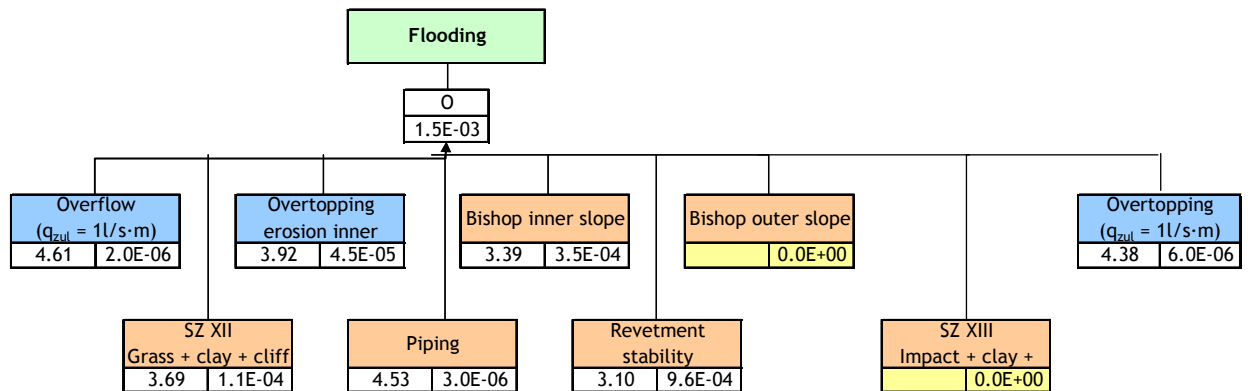 Flooding
O
1.5E-03
Overflow
(qzul = 1l/s·m)
4.61 2.0E-06
Overtopping
erosion inner
3.92 4.5E-05
Bishop inner slope
3.39 3.5E-04
Bishop outer slope
0.0E+00
Overtopping
(qzul = 1l/s·m)
4.38 6.0E-06
SZ XII
Grass + clay + cliff
3.69 1.1E-04
Piping
4.53 3.0E-06
Revetment
stability
3.10 9.6E-04
SZ XIII
Impact + clay +
0.0E+00